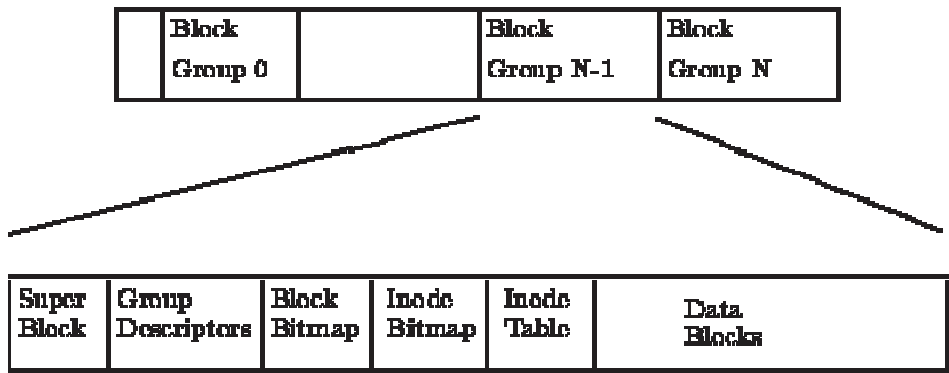 Block
Group 0
Block
Group N-1
Block
Group N
Super
Block
Group
Descriptors
Block
Bitmap
Inode
Bitmap
Inode
Table
Data
Blocks